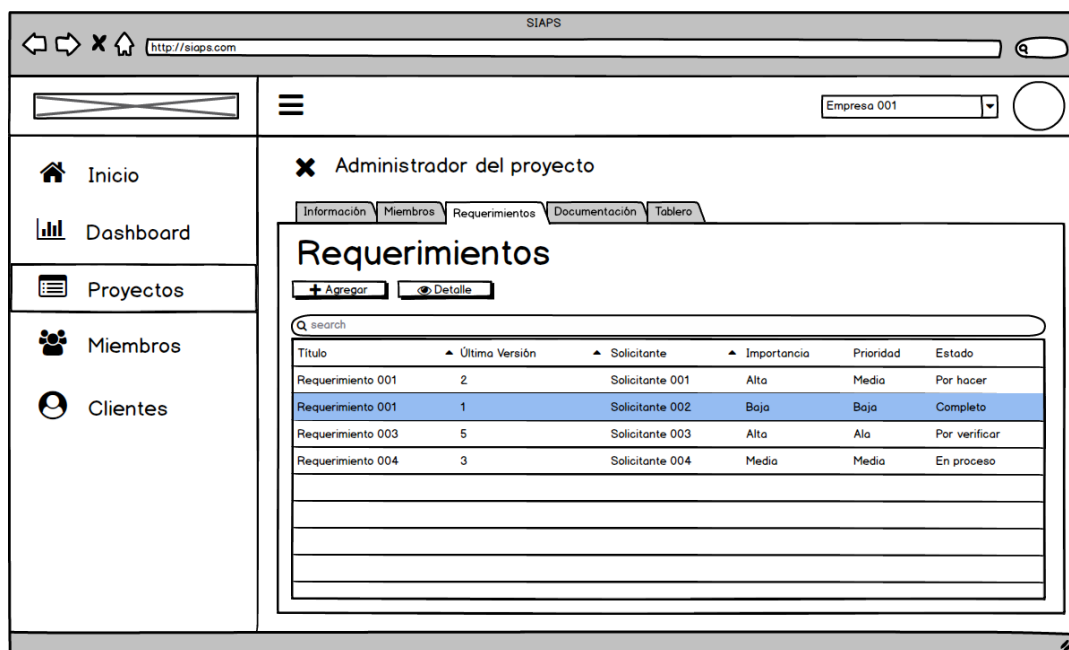 SIAPS
http://siaps.com
Empresa 001
Inicio
Dashboard
Proyectos
Miembros
Clientes
Administrador del proyecto
Información Miembros Requerimientos Documentación Tablero
Requerimientos
Agregar Detalle
search
Título Última Versión Solicitante Importancia Prioridad Estado
Requerimiento 001 2 Solicitante 001 Alta Media Por hacer
Requerimiento 001 1 Solicitante 002 Baja Baja Completo
Requerimiento 003 5 Solicitante 003 Alta Ala Por verificar
Requerimiento 004 3 Solicitante 004 Media Media En proceso